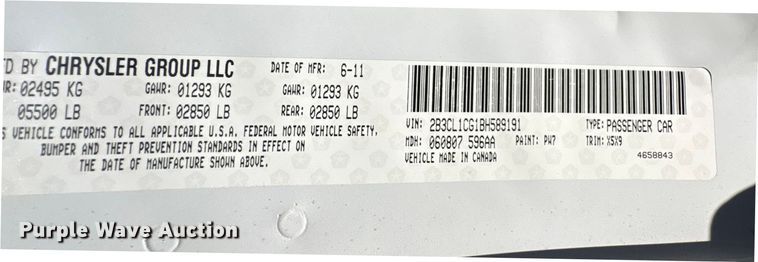 BY CHRYSLER GROUP LLC DATE OF MFR: 6-11
02495 KG GAWR: 01293 KG GAWR: 01293 KG
05500 LB FRONT: 02850 LB REAR: 02850 LB
VEHICLE CONFORMS TO ALL APPLICABLE U.S.A. FEDERAL MOTOR VEHICLE SAFETY,
BUMPER AND THEFT PREVENTION STANDARDS IN EFFECT ON
THE DATE OF MANUFACTURE SHOWN ABOVE.
VIN: 2B3CL1CG1BH589191 TYPE: PASSENGER CAR
MDH: 060807 596AA PAINT: PW7 TRIM: X5X9
VEHICLE MADE IN CANADA 4658843
Purple Wave Auction